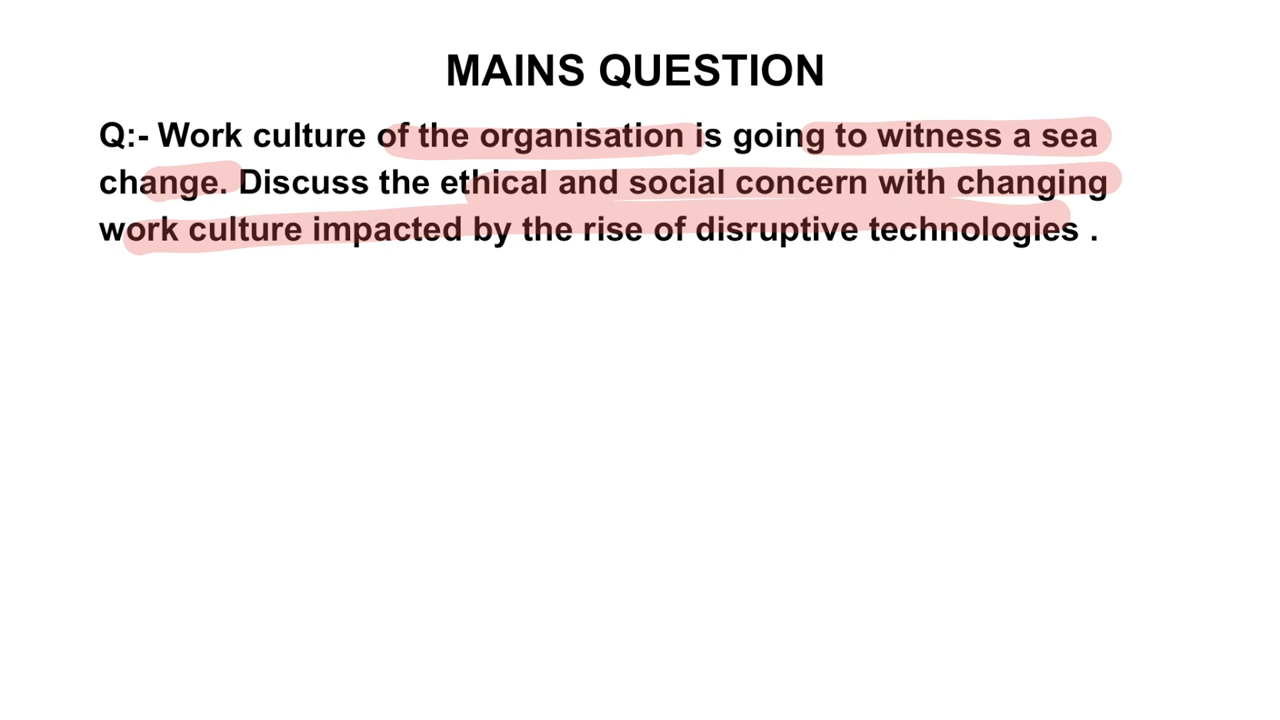 MAINS QUESTION
Q:- Work culture of the organisation is going to witness a sea
change. Discuss the ethical and social concern with changing
work culture impacted by the rise of disruptive technologies .